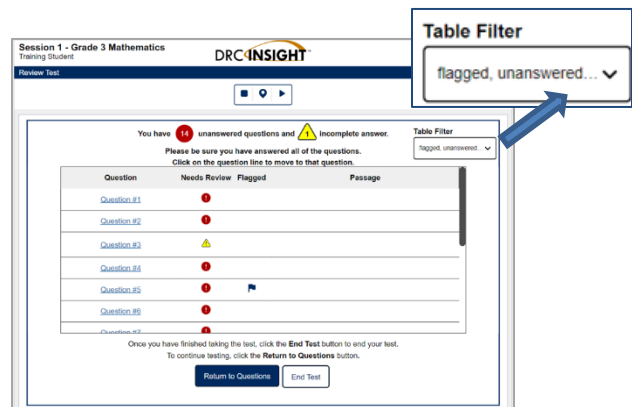 Table Filter
flagged, unanswered...
Session 1 - Grade 3 Mathematics
Training Student
DRC INSIGHT
Review Test
You have 14 unanswered questions and 1 incomplete answer.
Please be sure you have answered all of the questions.
Click on the question line to move to that question.
Table Filter
flagged, unanswered...
Question Needs Review Flagged Passage
Question #1
Question #2
Question #3
Question #4
Question #5
Question #6
Question #7
Once you have finished taking the test, click the End Test button to end your test.
To continue testing, click the Return to Questions button.
Return to Questions End Test